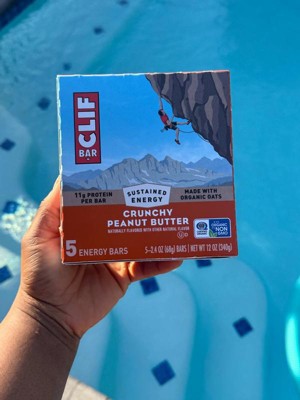 CLIF
BAR
11g PROTEIN
PER BAR
SUSTAINED
ENERGY
MADE WITH
ORGANIC OATS
CRUNCHY
PEANUT BUTTER
NATURALLY FLAVORED WITH OTHER NATURAL FLAVOR
5 ENERGY BARS
NON
GMO
5-2.4 OZ (68g) BARS | NET WT 12 OZ (340g)